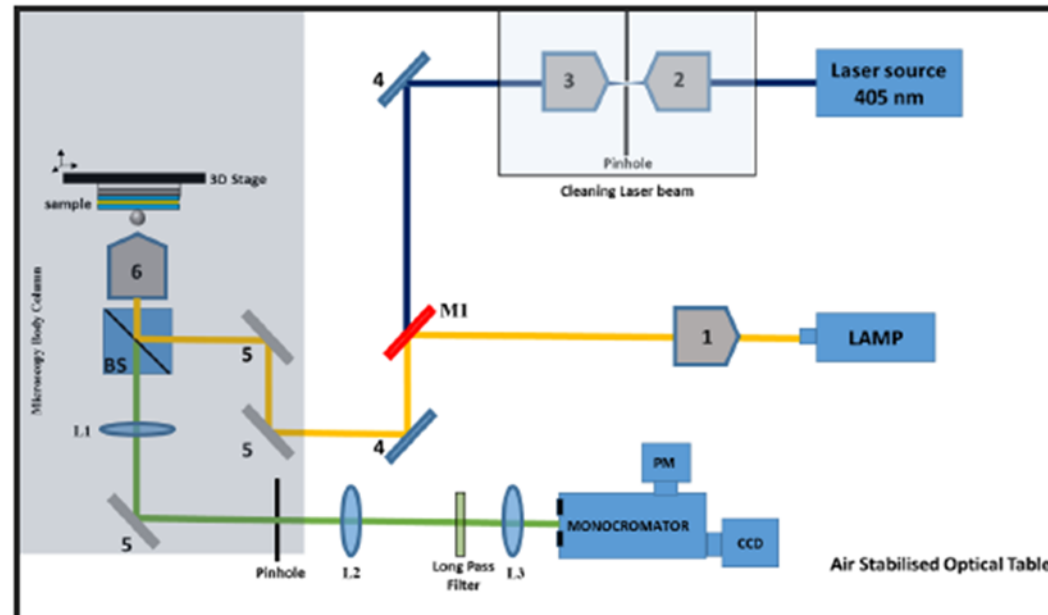 Laser source
405 nm
4
3
2
Pinhole
Cleaning Laser beam
3D Stage
sample
6
Microscopy Body Column
M1
1
LAMP
BS
5
L1
5
4
PM
MONOCROMATOR
CCD
5
Pinhole
L2
Long Pass
Filter
L3
Air Stabilised Optical Table